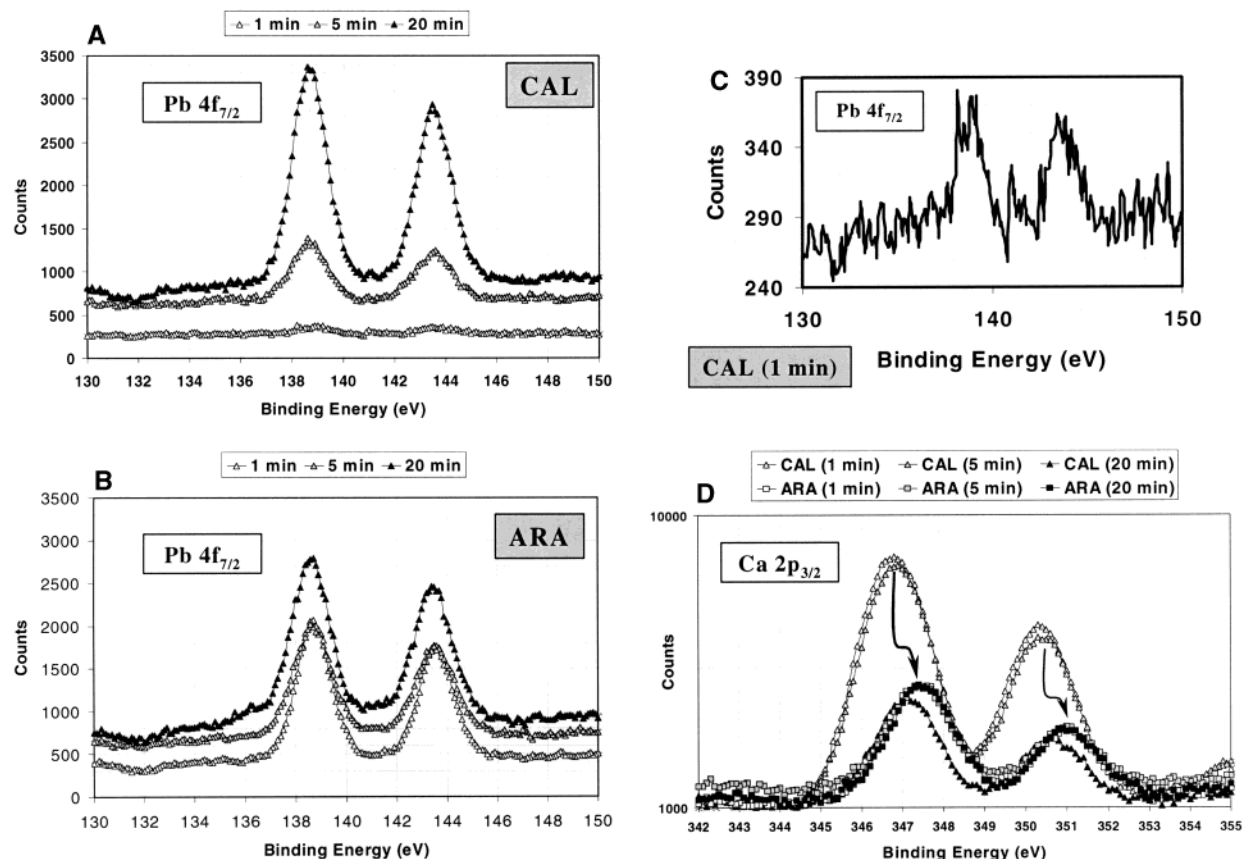 A
1 min 5 min 20 min
3500
3000
2500
2000
1500
1000
500
0
Pb 4f7/2
CAL
Counts
130 132 134 136 138 140 142 144 146 148 150
Binding Energy (eV)
C
390
340
290
240
Pb 4f7/2
Counts
130 140 150
CAL (1 min)
Binding Energy (eV)
B
1 min 5 min 20 min
3500
3000
2500
2000
1500
1000
500
0
Pb 4f7/2
ARA
Counts
130 132 134 136 138 140 142 144 146 148 150
Binding Energy (eV)
D
CAL (1 min) CAL (5 min) CAL (20 min)
ARA (1 min) ARA (5 min) ARA (20 min)
10000
1000
Ca 2p3/2
Counts
342 343 344 345 346 347 348 349 350 351 352 353 354 355
Binding Energy (eV)